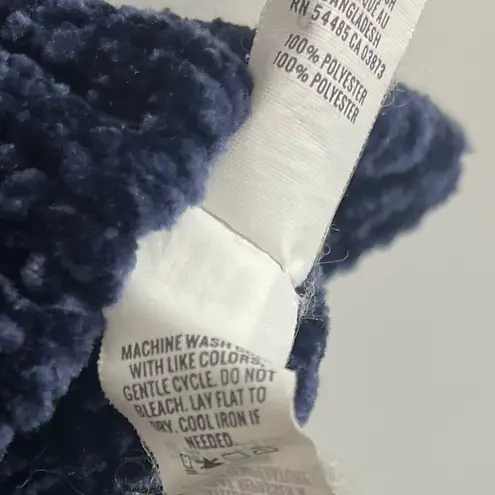 BANGLADESH
RN 54485 CA 03873
100% POLYESTER
100% POLYESTER
MACHINE WASH
WITH LIKE COLORS.
GENTLE CYCLE. DO NOT
BLEACH. LAY FLAT TO
DRY. COOL IRON IF
NEEDED.